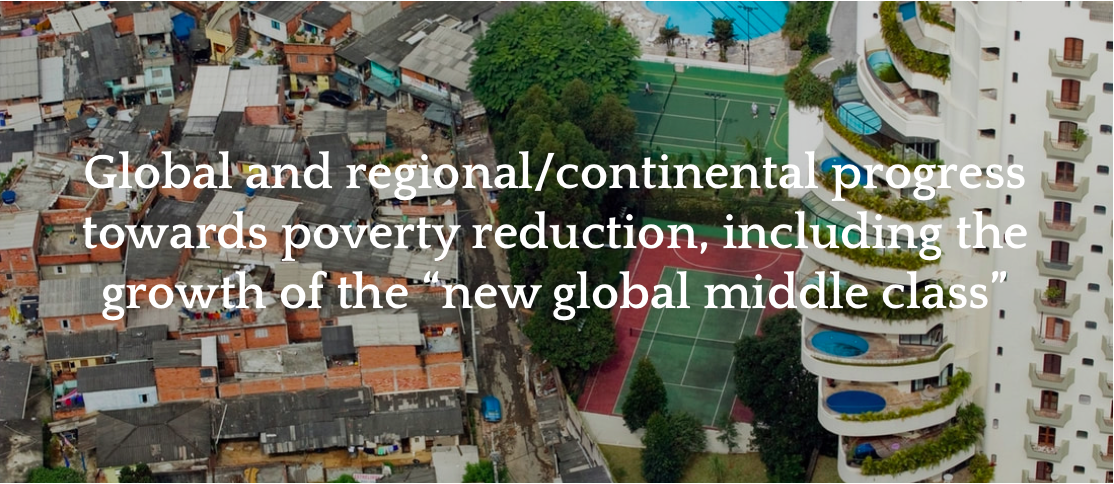 Global and regional/continental progress
towards poverty reduction, including the
growth of the “new global middle class”